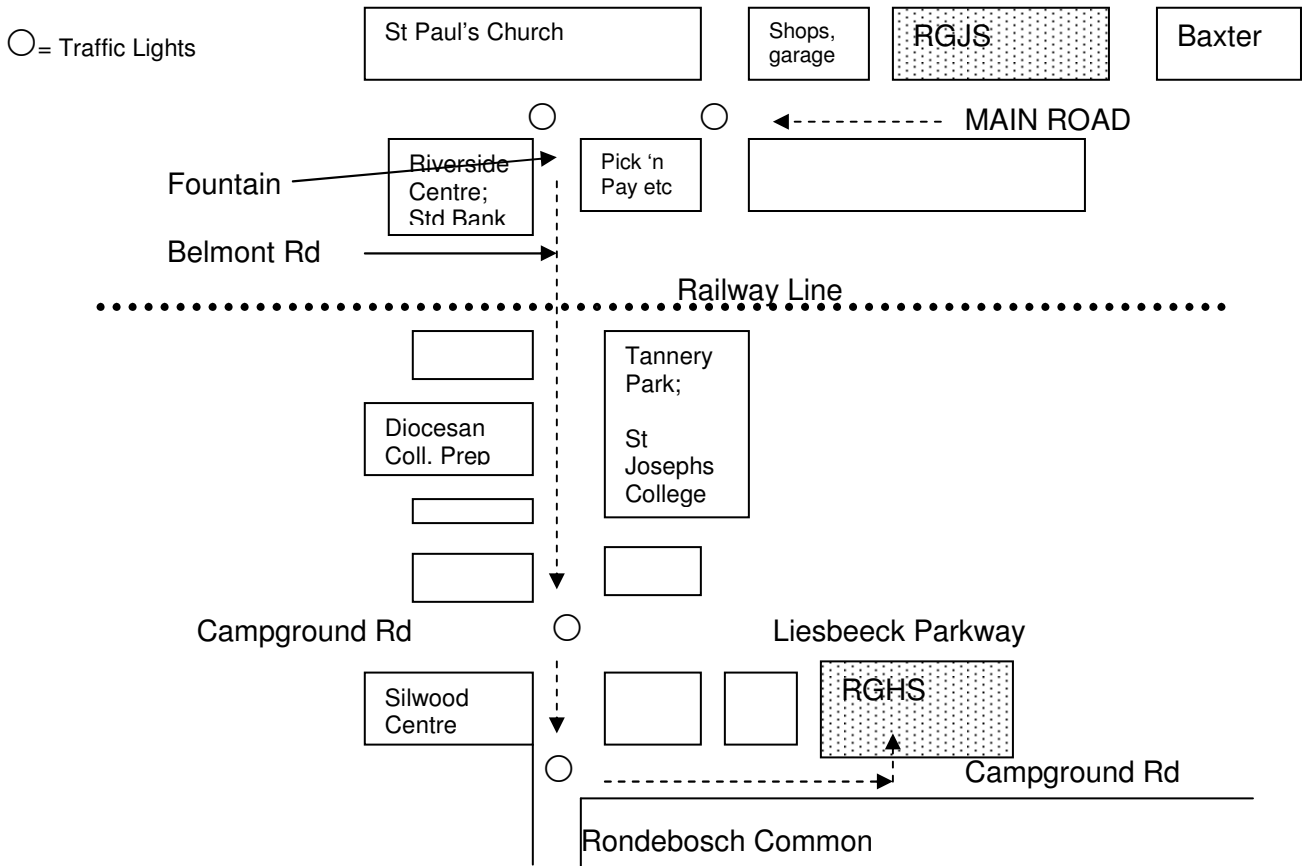 = Traffic Lights
St Paul's Church
Shops,
garage
RGJS
Baxter
MAIN ROAD
Fountain
Riverside
Centre;
Std Bank
Pick 'n
Pay etc
Belmont Rd
Railway Line
Tannery
Park;
St
Josephs
College
Diocesan
Coll. Prep
Campground Rd
Liesbeeck Parkway
Silwood
Centre
RGHS
Campground Rd
Rondebosch Common